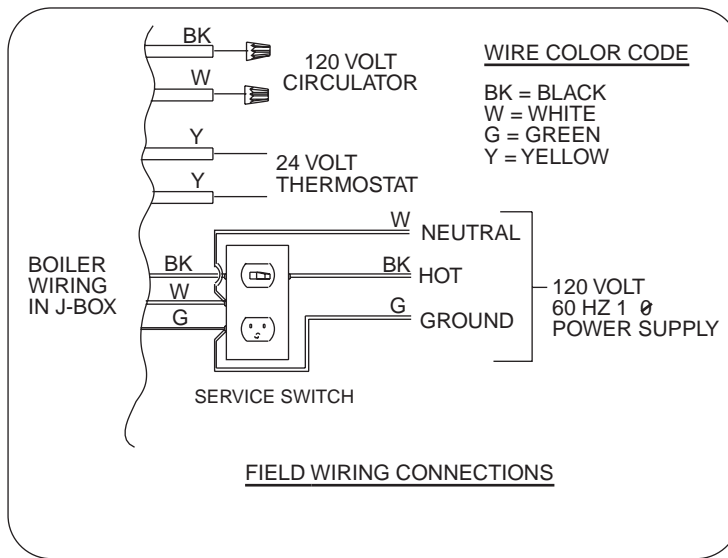 BK
120 VOLT
CIRCULATOR
W
WIRE COLOR CODE
BK = BLACK
W = WHITE
G = GREEN
Y = YELLOW
Y
24 VOLT
THERMOSTAT
Y
W
NEUTRAL
BOILER
WIRING
IN J-BOX
BK
W
G
BK
HOT
G
GROUND
120 VOLT
60 HZ 1 Ø
POWER SUPPLY
SERVICE SWITCH
FIELD WIRING CONNECTIONS